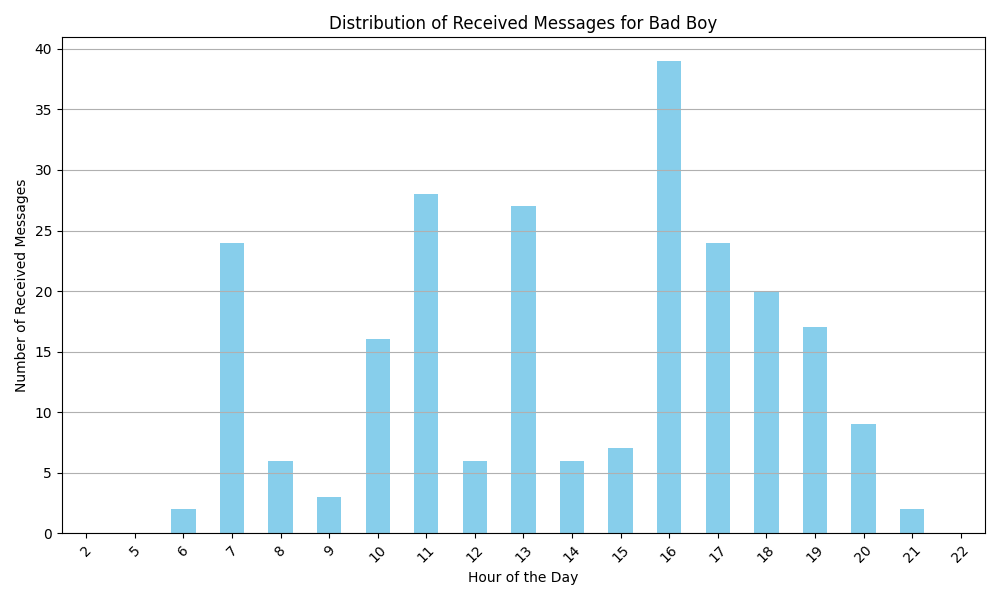 Distribution of Received Messages for Bad Boy
Number of Received Messages
40
35
30
25
20
15
10
5
0
2 5 6 7 8 9 10 11 12 13 14 15 16 17 18 19 20 21 22
Hour of the Day